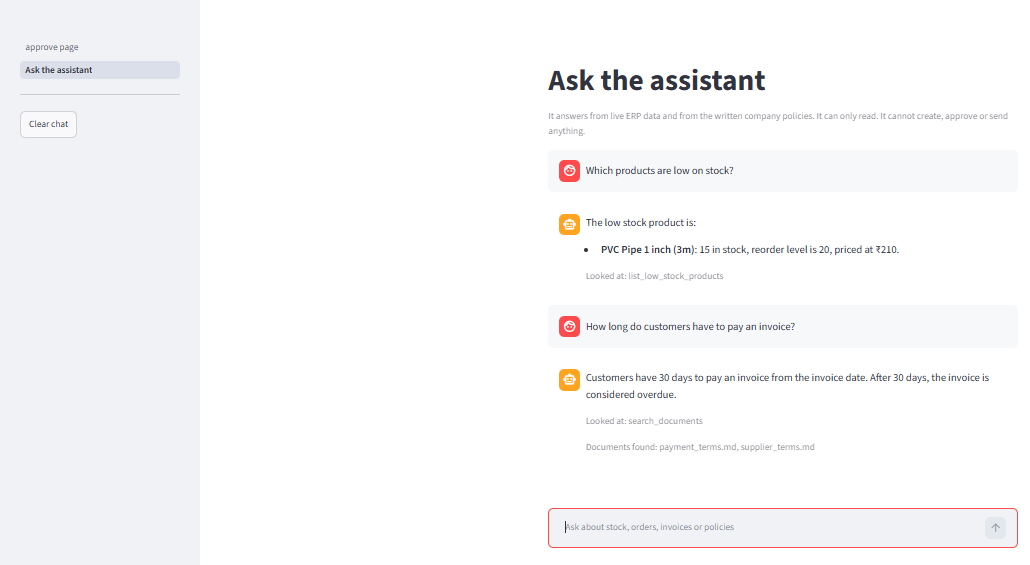 approve page
Ask the assistant
Clear chat
Ask the assistant
It answers from live ERP data and from the written company policies. It can only read. It cannot create, approve or send
anything.
Which products are low on stock?
The low stock product is:
• PVC Pipe 1 inch (3m): 15 in stock, reorder level is 20, priced at ₹210.
Looked at: list_low_stock_products
How long do customers have to pay an invoice?
Customers have 30 days to pay an invoice from the invoice date. After 30 days, the invoice is
considered overdue.
Looked at: search_documents
Documents found: payment_terms.md, supplier_terms.md
Ask about stock, orders, invoices or policies